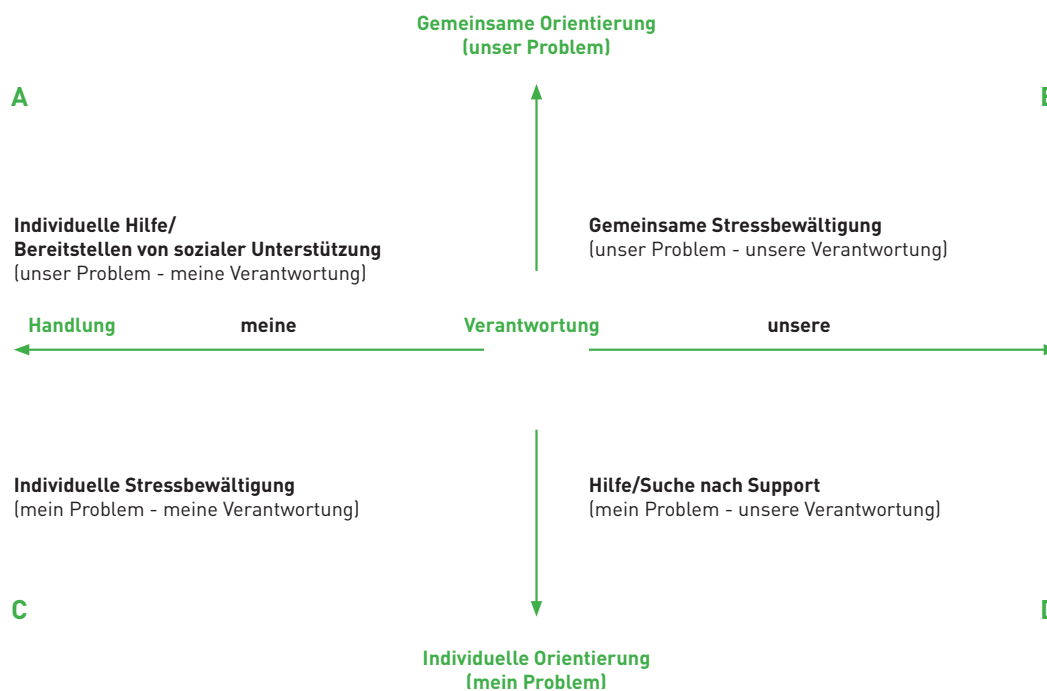 Gemeinsame Orientierung
(unser Problem)
A
Individuelle Hilfe/
Bereitstellen von sozialer Unterstützung
(unser Problem - meine Verantwortung)
Gemeinsame Stressbewältigung
(unser Problem - unsere Verantwortung)
Handlung meine Verantwortung unsere
Individuelle Stressbewältigung
(mein Problem - meine Verantwortung)
Hilfe/Suche nach Support
(mein Problem - unsere Verantwortung)
C
Individuelle Orientierung
(mein Problem)